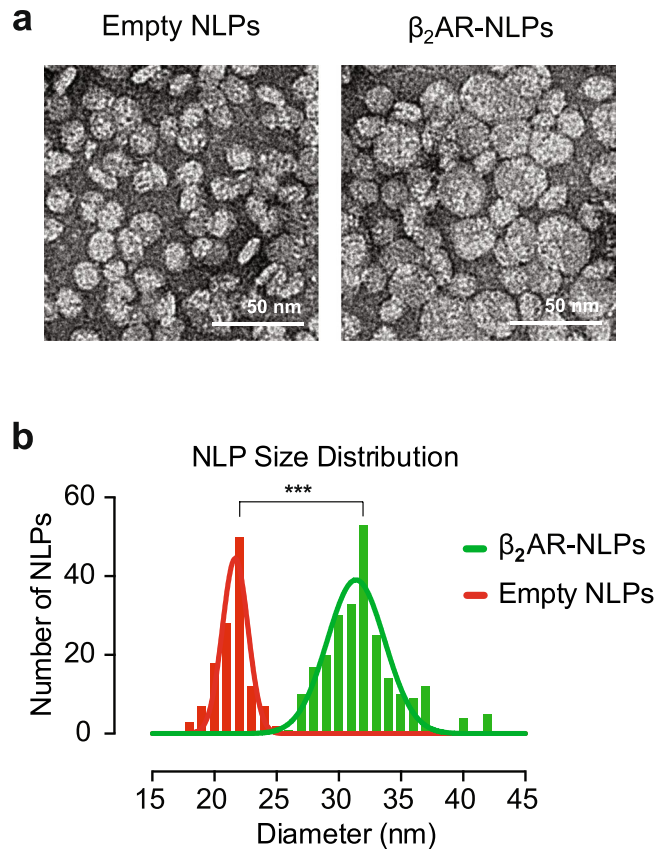 a
Empty NLPs
β₂AR-NLPs
50 nm
50 nm
b
NLP Size Distribution
***
60
40
20
0
Number of NLPs
β₂AR-NLPs
Empty NLPs
15 20 25 30 35 40 45
Diameter (nm)